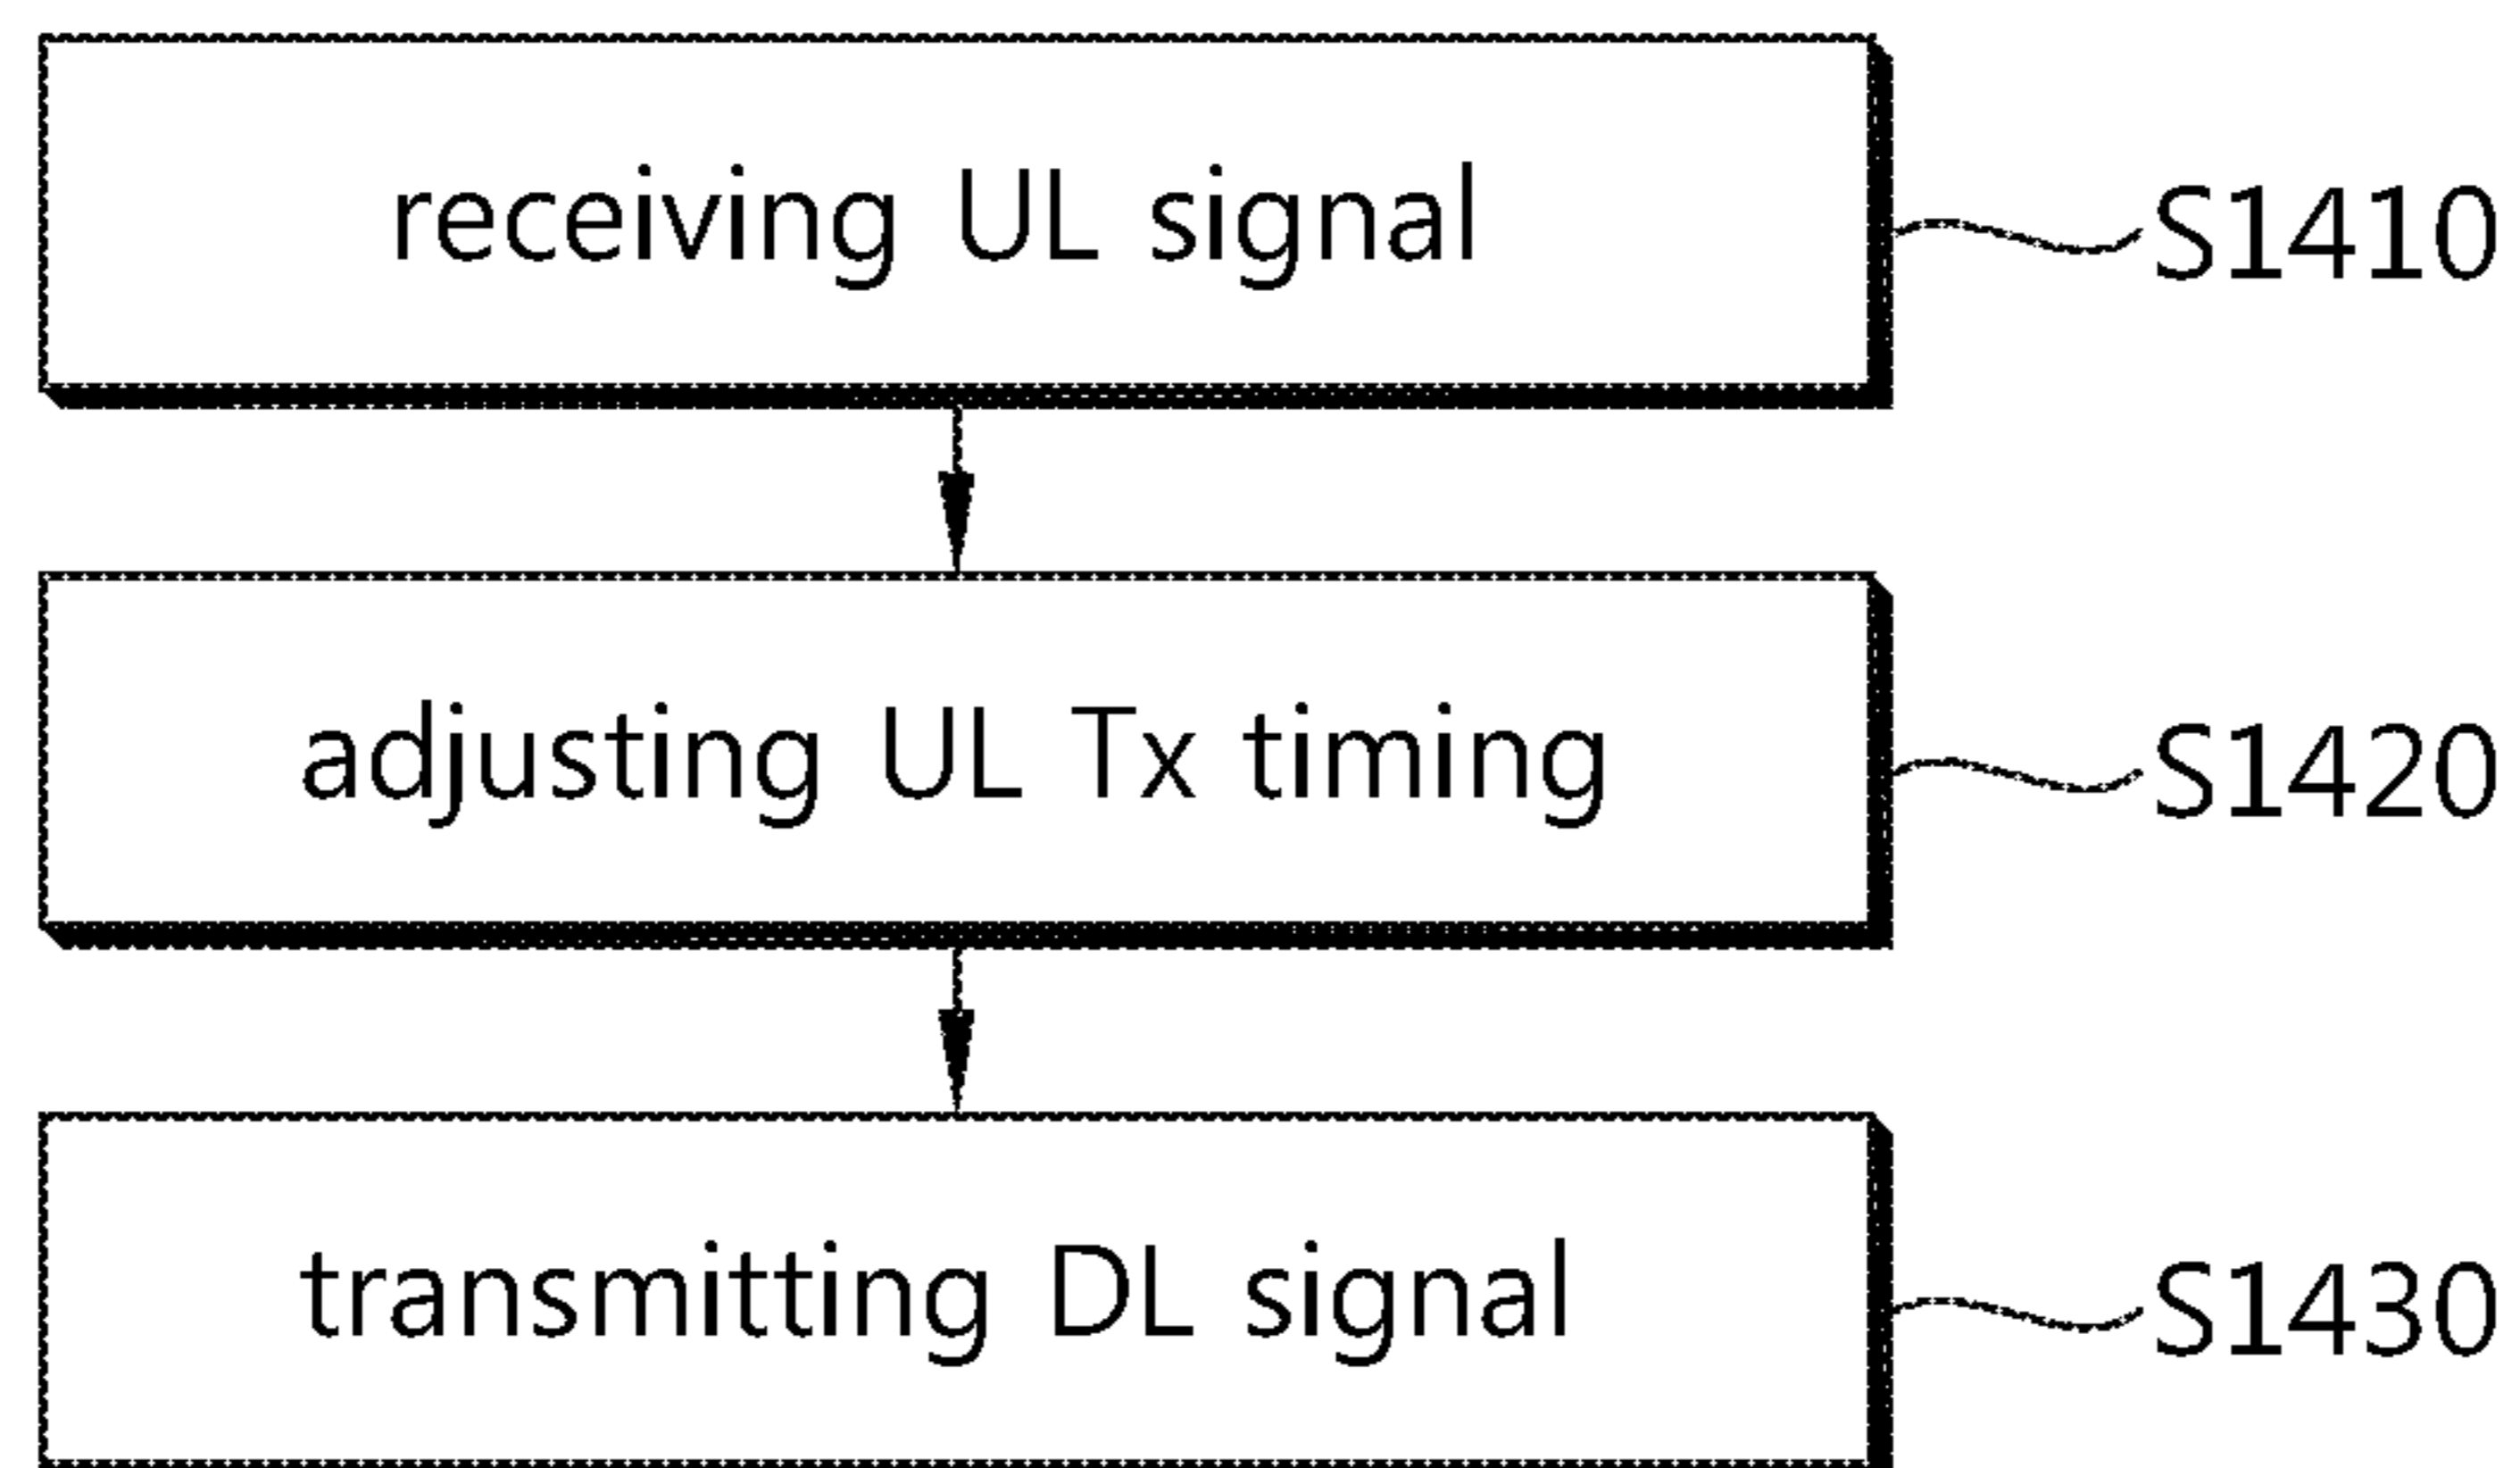 receiving UL signal
S1410
adjusting UL Tx timing
S1420
transmitting DL signal
S1430